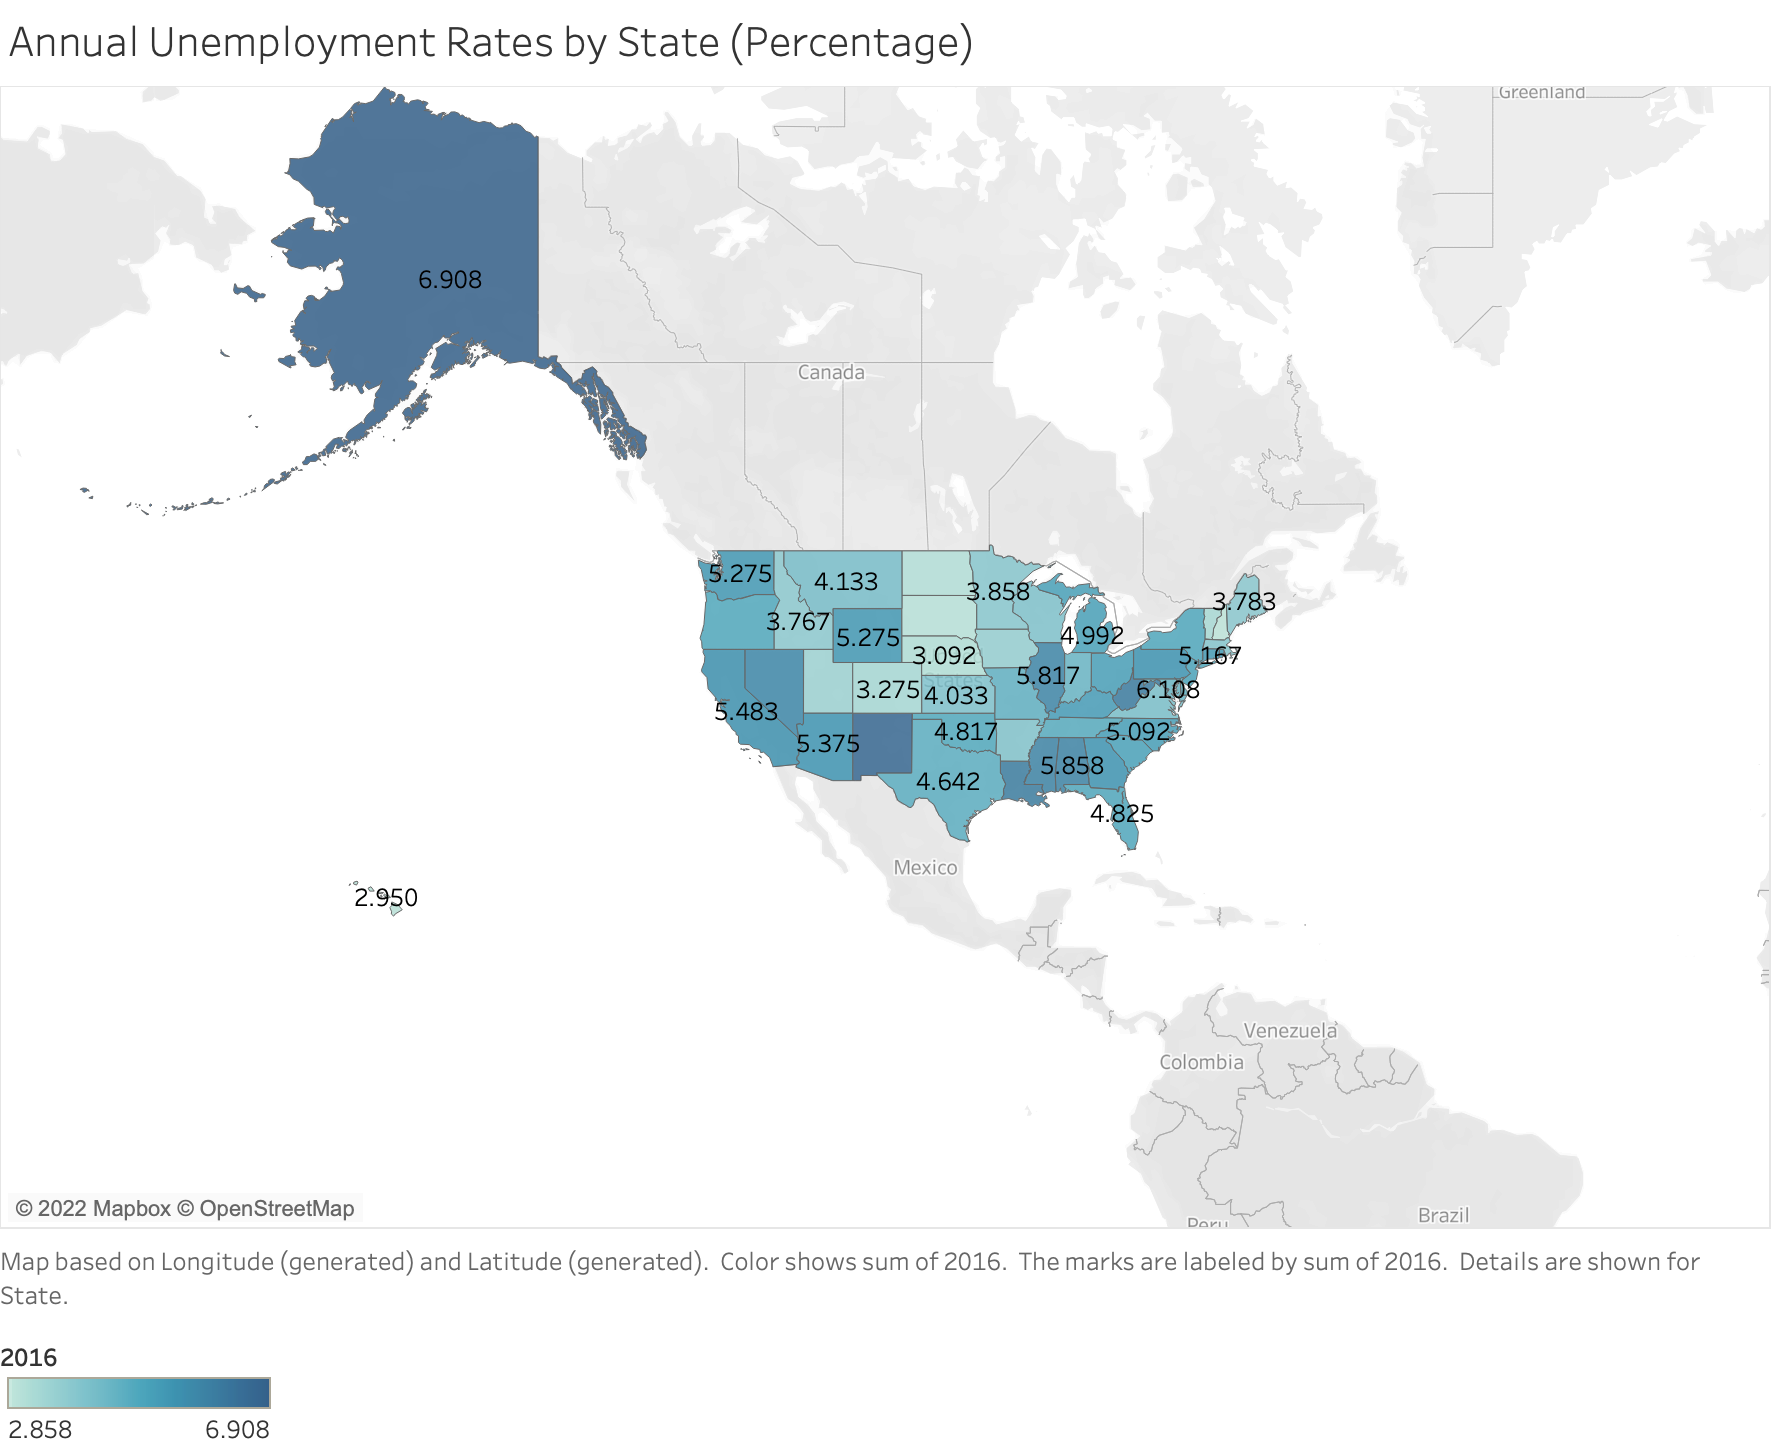 Annual Unemployment Rates by State (Percentage)
Greenland
6.908
Canada
5.275
4.133
3.858
3.783
3.767
5.275
4.992
3.092
5.167
States
5.817
3.275
4.033
6.108
5.483
4.817
5.092
5.375
5.858
4.642
4.825
Mexico
2.950
Venezuela
Colombia
Peru
Brazil
© 2022 Mapbox © OpenStreetMap
Map based on Longitude (generated) and Latitude (generated).  Color shows sum of 2016.  The marks are labeled by sum of 2016.  Details are shown for
State.
2016
2.858
6.908